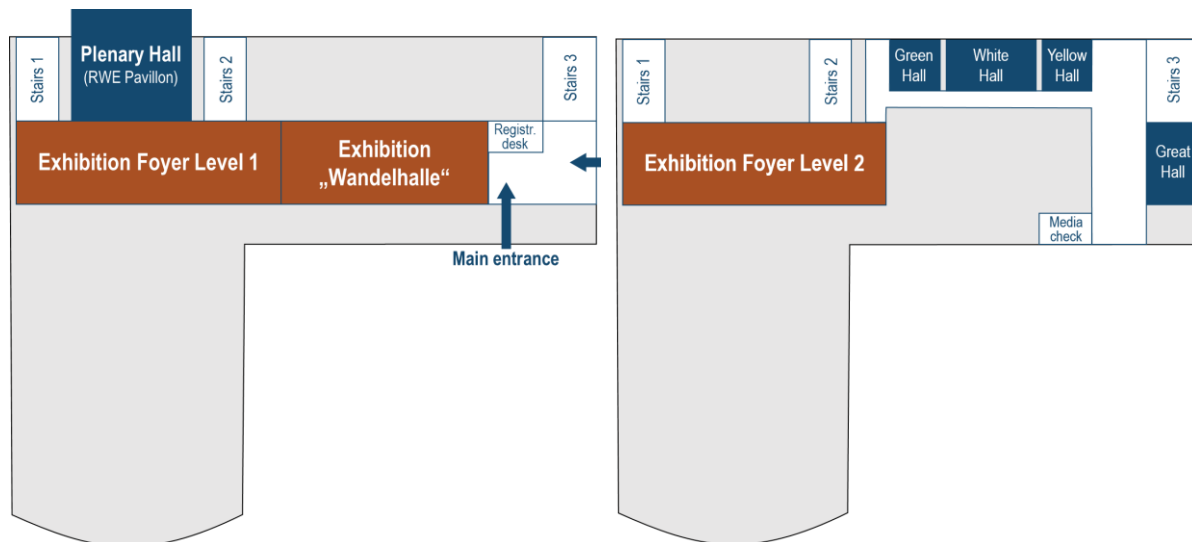 Stairs 1
Plenary Hall
(RWE Pavillon)
Stairs 2
Stairs 3
Registr.
desk
Exhibition Foyer Level 1
Exhibition
„Wandelhalle“
Main entrance
Stairs 1
Stairs 2
Green
Hall
White
Hall
Yellow
Hall
Stairs 3
Exhibition Foyer Level 2
Great
Hall
Media
check